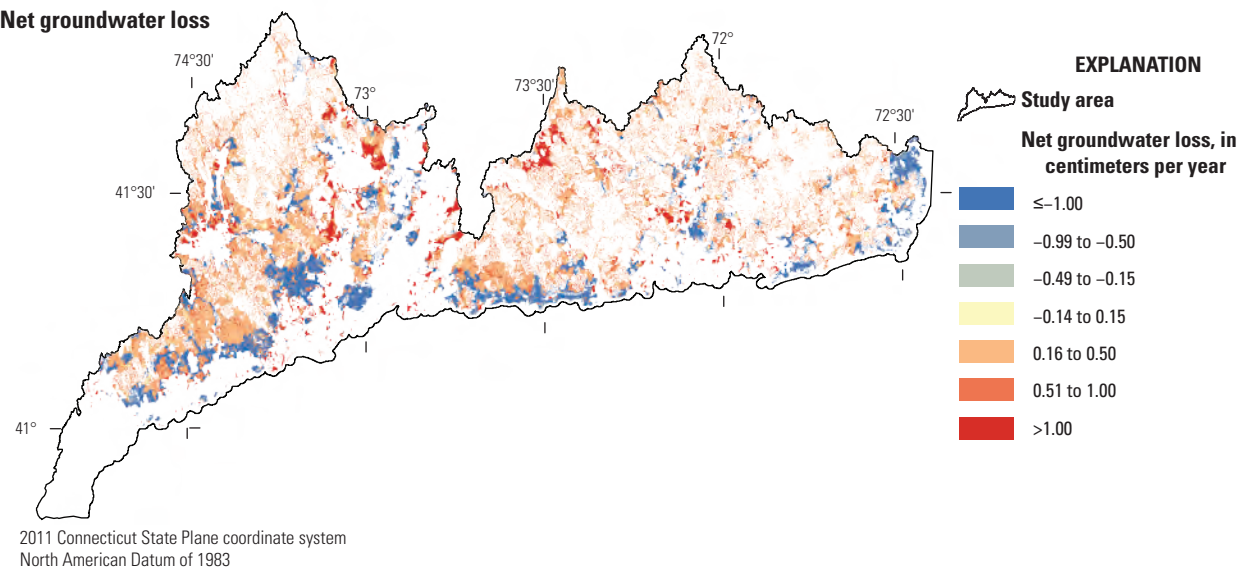 Net groundwater loss
74°30'
73°
73°30'
72°
72°30'
41°30'
41°
EXPLANATION
Study area
Net groundwater loss, in
centimeters per year
≤−1.00
−0.99 to −0.50
−0.49 to −0.15
−0.14 to 0.15
0.16 to 0.50
0.51 to 1.00
>1.00
2011 Connecticut State Plane coordinate system
North American Datum of 1983